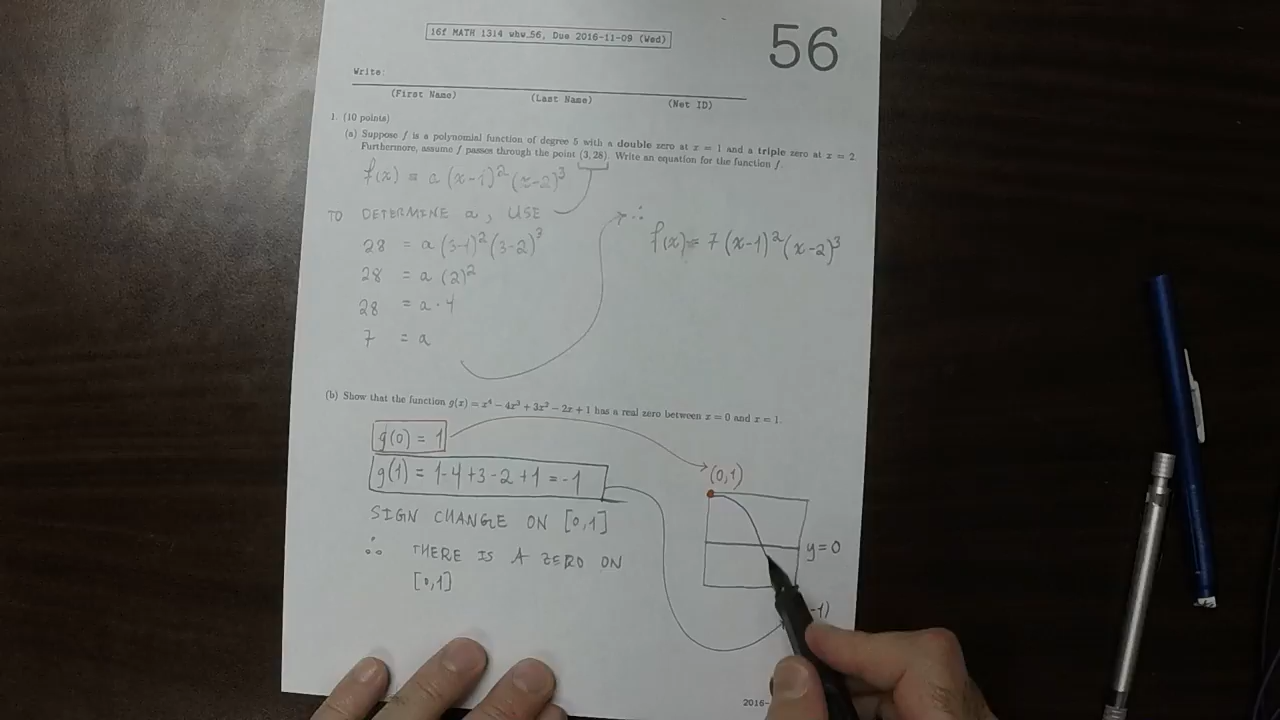 16f MATH 1314 whw_56, Due 2016-11-09 (Wed)
56
Write:
(First Name) (Last Name) (Net ID)
1. (10 points)
(a) Suppose f is a polynomial function of degree 5 with a double zero at x = 1 and a triple zero at x = 2
Furthermore, assume f passes through the point (3, 28). Write an equation for the function f.
f(x) = a (x-1)² (x-2)³
TO DETERMINE a, USE
28 = a (3-1)² (3-2)³
28 = a (2)²
28 = a · 4
7 = a
∴
f(x) = 7 (x-1)² (x-2)³
(b) Show that the function g(x) = x⁴ − 4x³ + 3x² − 2x + 1 has a real zero between x = 0 and x = 1.
g(0) = 1
g(1) = 1-4+3-2+1 = -1
SIGN CHANGE ON [0,1]
∴ THERE IS A ZERO ON
[0,1]
(0,1)
y=0
-1)
2016-